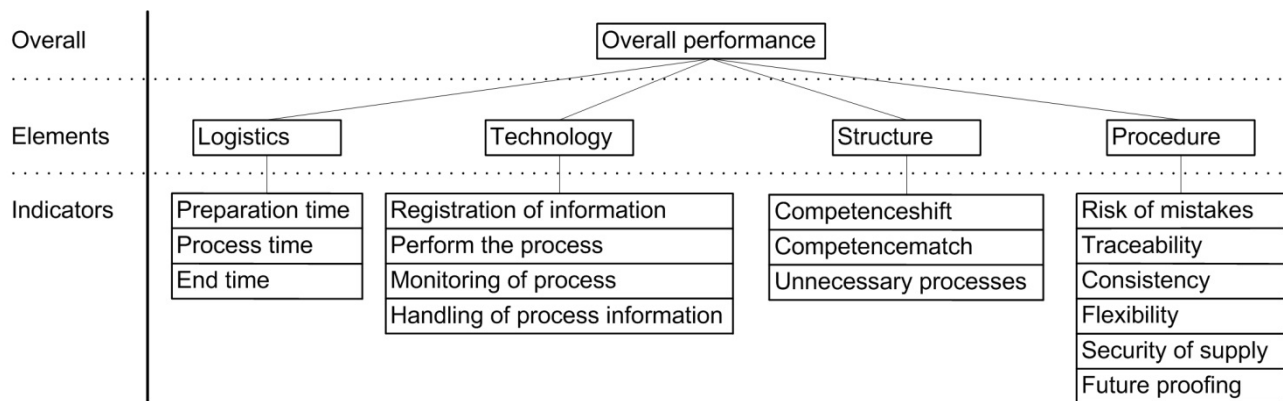 Overall
Overall performance
Elements
Logistics
Technology
Structure
Procedure
Indicators
Preparation time
Process time
End time
Registration of information
Perform the process
Monitoring of process
Handling of process information
Competenceshift
Competencematch
Unnecessary processes
Risk of mistakes
Traceability
Consistency
Flexibility
Security of supply
Future proofing